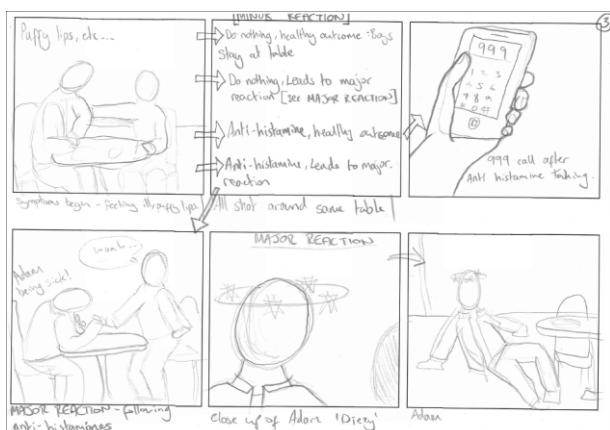 Puffy lips, etc...
Symptoms begin - feeling ill, puffy lips
[MINOR REACTION]
Do nothing, healthy outcome - Boys
stay at table
Do nothing, Leads to major
reaction [see MAJOR REACTION]
Anti-histamine, healthy outcome
Anti-histamine, Leads to major
reaction
All shot around same table
3
999
1 2 3
4 5 6
7 8 9
* 0 #
999 call after
Anti histamine taking.
Adam
being sick!
MAJOR REACTION - following
Anti-histamines
MAJOR REACTION
Close up of Adam 'Dizzy'
Adam